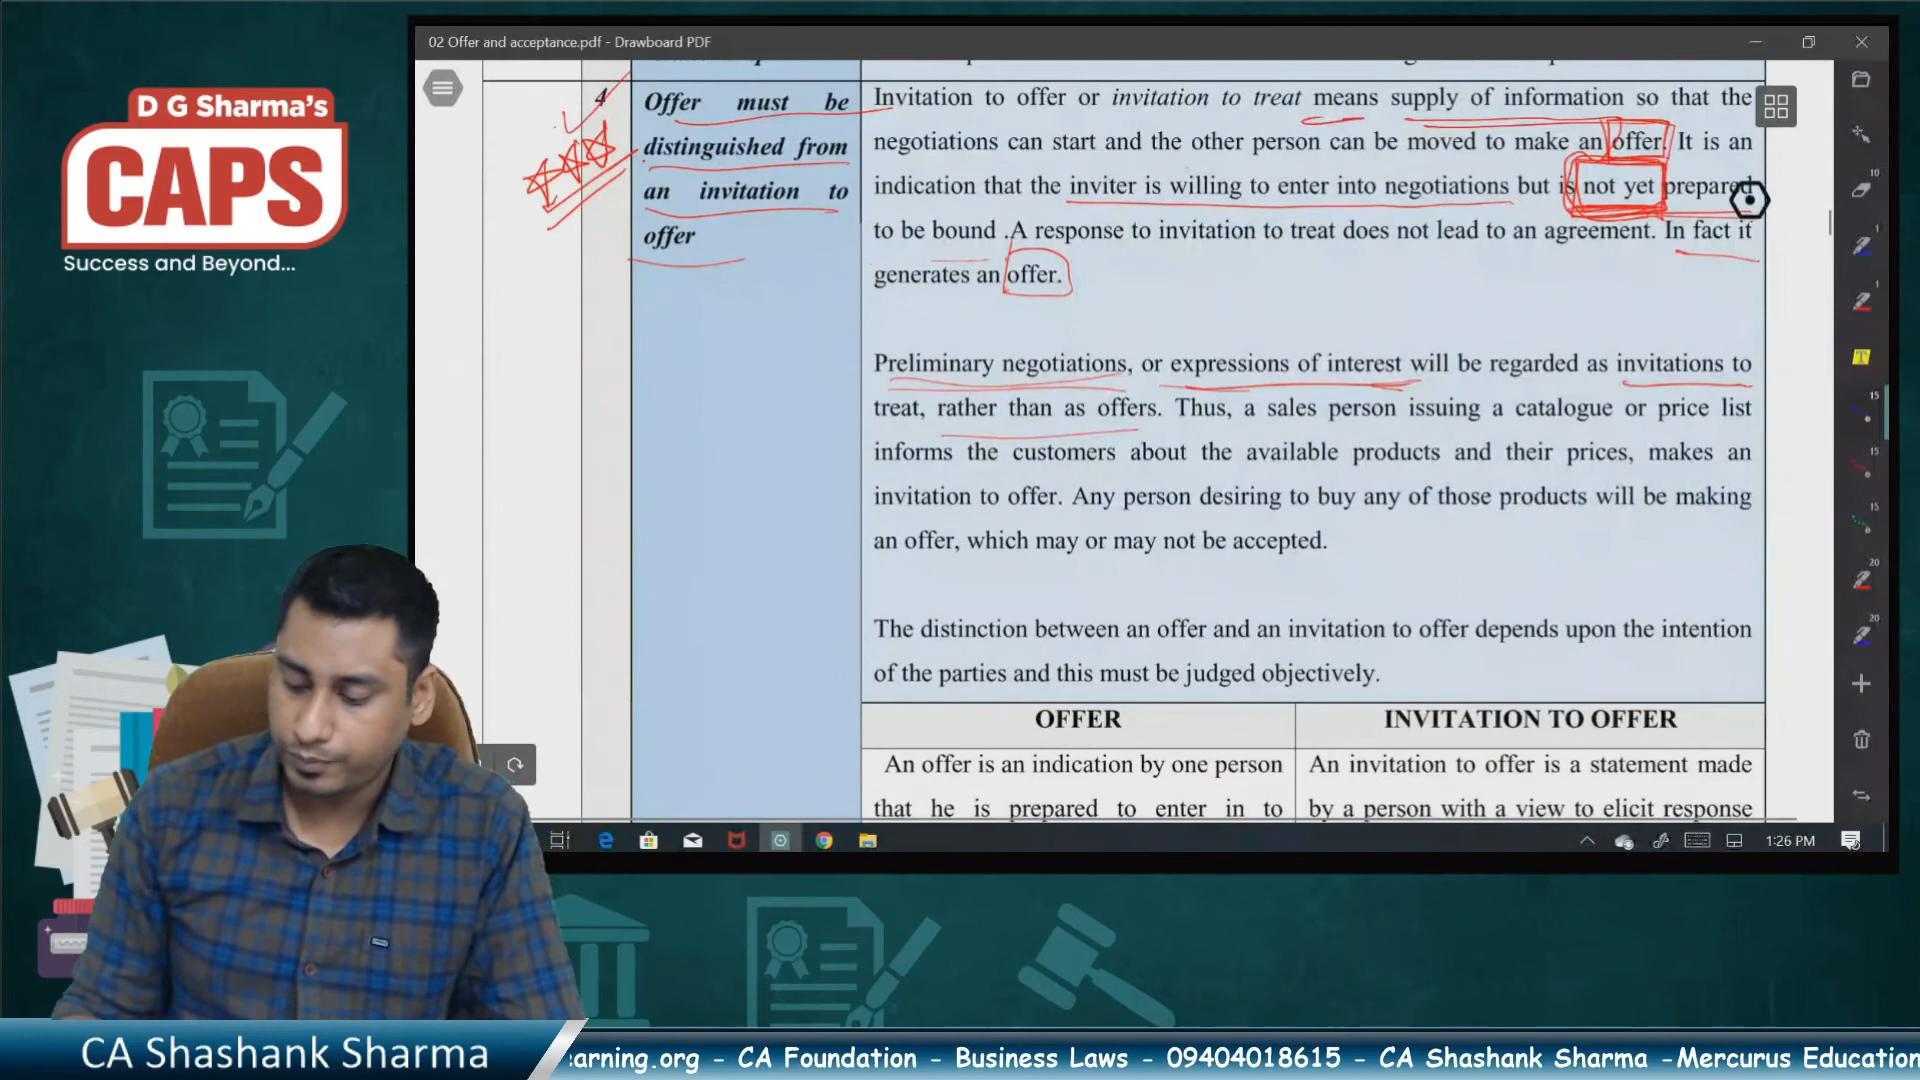 D G Sharma's
CAPS
Success and Beyond...
02 Offer and acceptance.pdf - Drawboard PDF
4
Offer must be
distinguished from
an invitation to
offer
Invitation to offer or invitation to treat means supply of information so that the
negotiations can start and the other person can be moved to make an offer. It is an
indication that the inviter is willing to enter into negotiations but is not yet prepared
to be bound .A response to invitation to treat does not lead to an agreement. In fact it
generates an offer.
Preliminary negotiations, or expressions of interest will be regarded as invitations to
treat, rather than as offers. Thus, a sales person issuing a catalogue or price list
informs the customers about the available products and their prices, makes an
invitation to offer. Any person desiring to buy any of those products will be making
an offer, which may or may not be accepted.
The distinction between an offer and an invitation to offer depends upon the intention
of the parties and this must be judged objectively.
OFFER
INVITATION TO OFFER
An offer is an indication by one person
that he is prepared to enter in to
An invitation to offer is a statement made
by a person with a view to elicit response
10
1
1
T
15
15
15
20
20
1:26 PM
CA Shashank Sharma
earning.org - CA Foundation - Business Laws - 09404018615 - CA Shashank Sharma -Mercurus Education